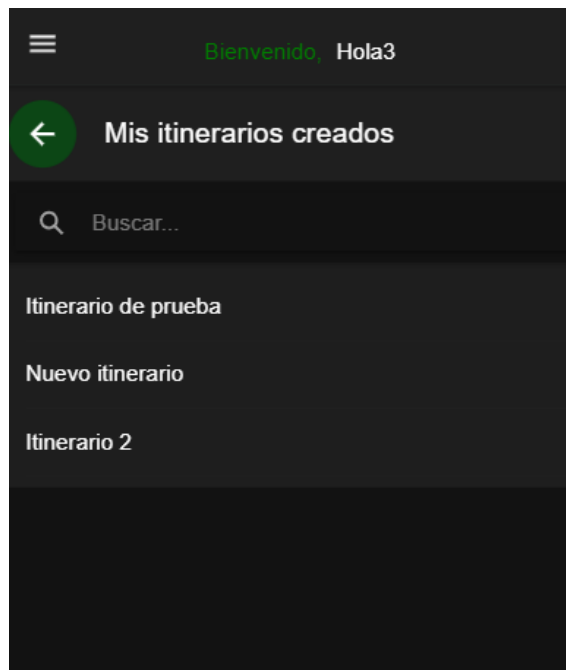 Bienvenido, Hola3
Mis itinerarios creados
Buscar...
Itinerario de prueba
Nuevo itinerario
Itinerario 2